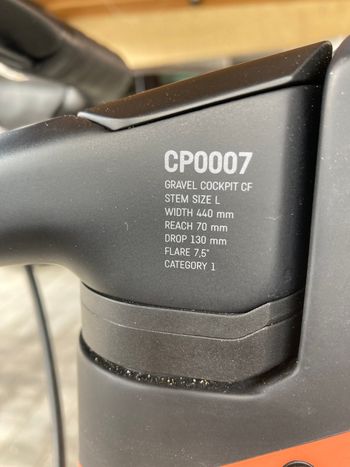 CP0007
GRAVEL COCKPIT CF
STEM SIZE L
WIDTH 440 mm
REACH 70 mm
DROP 130 mm
FLARE 7,5°
CATEGORY 1